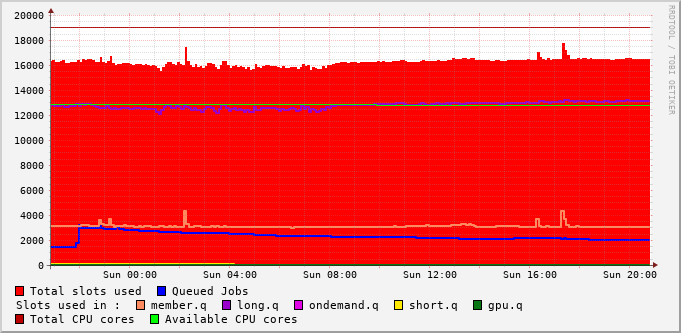 20000
18000
16000
14000
12000
10000
8000
6000
4000
2000
0
Sun 00:00 Sun 04:00 Sun 08:00 Sun 12:00 Sun 16:00 Sun 20:00
RRDTOOL / TOBI OETIKER
Total slots used Queued Jobs
Slots used in : member.q long.q ondemand.q short.q gpu.q
Total CPU cores Available CPU cores